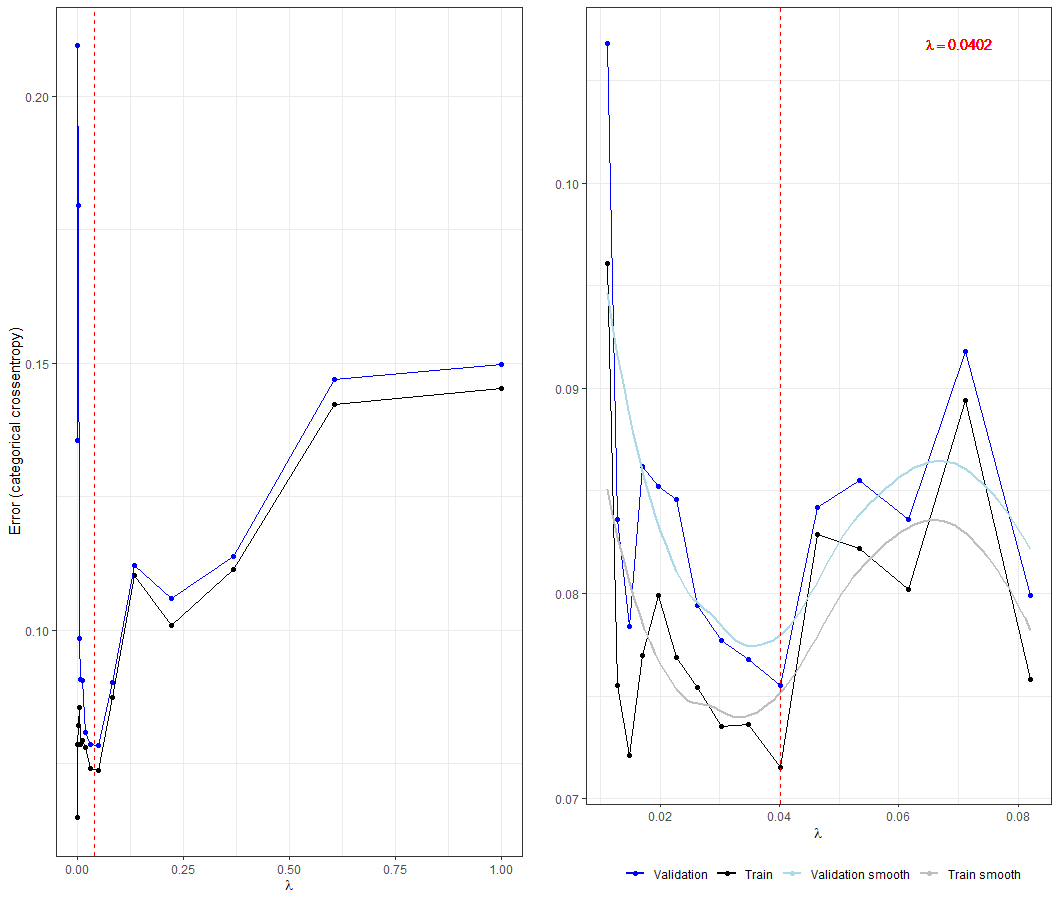 Error (categorical crossentropy)
0.20
0.15
0.10
0.00 0.25 0.50 0.75 1.00
λ
λ = 0.0402
0.10
0.09
0.08
0.07
0.02 0.04 0.06 0.08
λ
Validation Train Validation smooth Train smooth